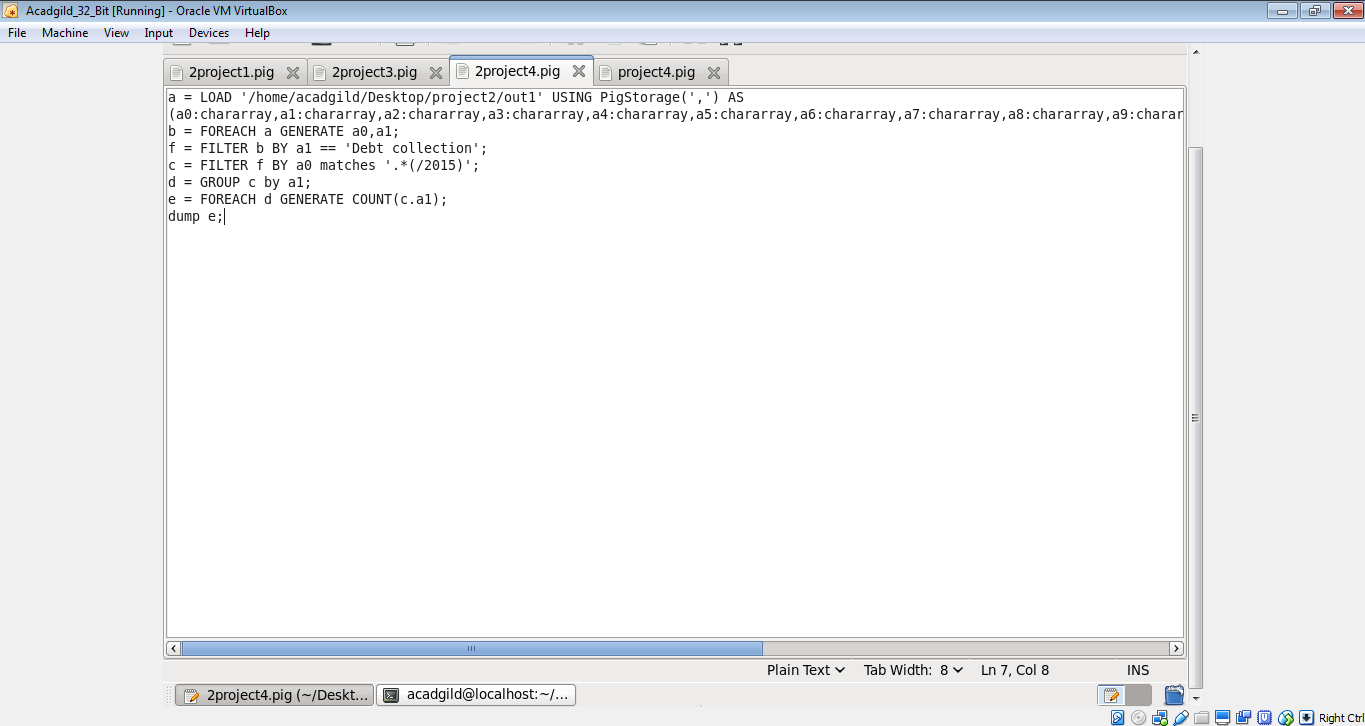 Acadgild_32_Bit [Running] - Oracle VM VirtualBox
File Machine View Input Devices Help
2project1.pig 2project3.pig 2project4.pig project4.pig
a = LOAD '/home/acadgild/Desktop/project2/out1' USING PigStorage(',') AS
(a0:chararray,a1:chararray,a2:chararray,a3:chararray,a4:chararray,a5:chararray,a6:chararray,a7:chararray,a8:chararray,a9:charar
b = FOREACH a GENERATE a0,a1;
f = FILTER b BY a1 == 'Debt collection';
c = FILTER f BY a0 matches '.*(/2015)';
d = GROUP c by a1;
e = FOREACH d GENERATE COUNT(c.a1);
dump e;
Plain Text Tab Width: 8 Ln 7, Col 8 INS
2project4.pig (~/Deskt... acadgild@localhost:~/...
Right Ctrl